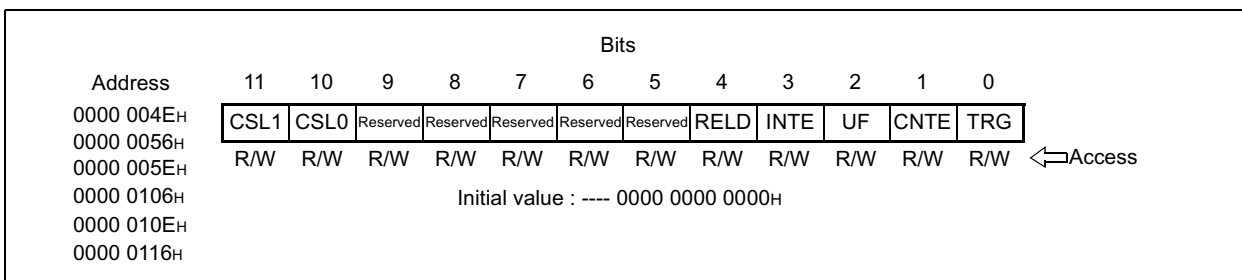 Bits
Address 11 10 9 8 7 6 5 4 3 2 1 0
0000 004EH CSL1 CSL0 Reserved Reserved Reserved Reserved Reserved RELD INTE UF CNTE TRG
0000 0056H
R/W R/W R/W R/W R/W R/W R/W R/W R/W R/W R/W R/W Access
0000 005EH
0000 0106H Initial value : ---- 0000 0000 0000H
0000 010EH
0000 0116H